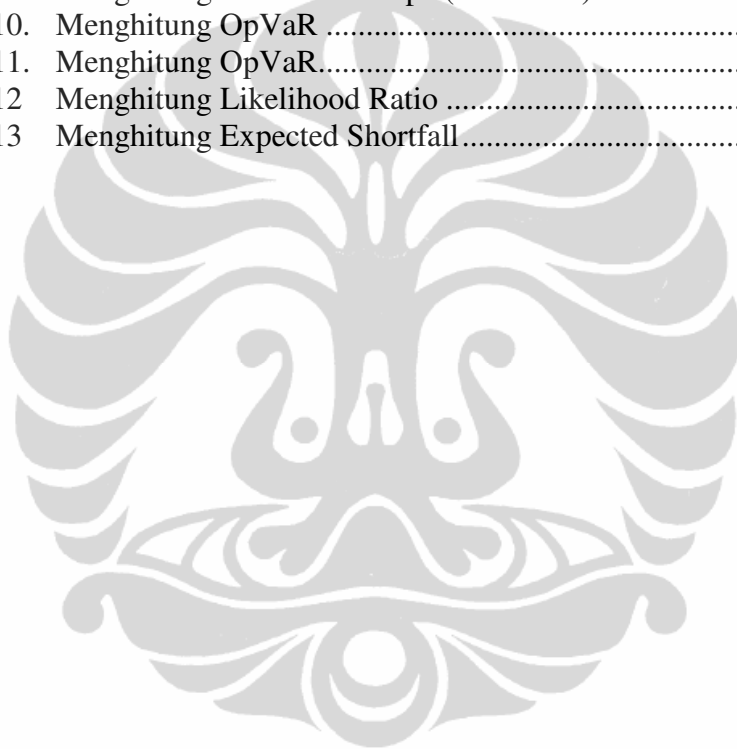 10. Menghitung OpVaR ....................................................
11. Menghitung OpVaR.....................................................
12 Menghitung Likelihood Ratio ...................................
13 Menghitung Expected Shortfall.................................